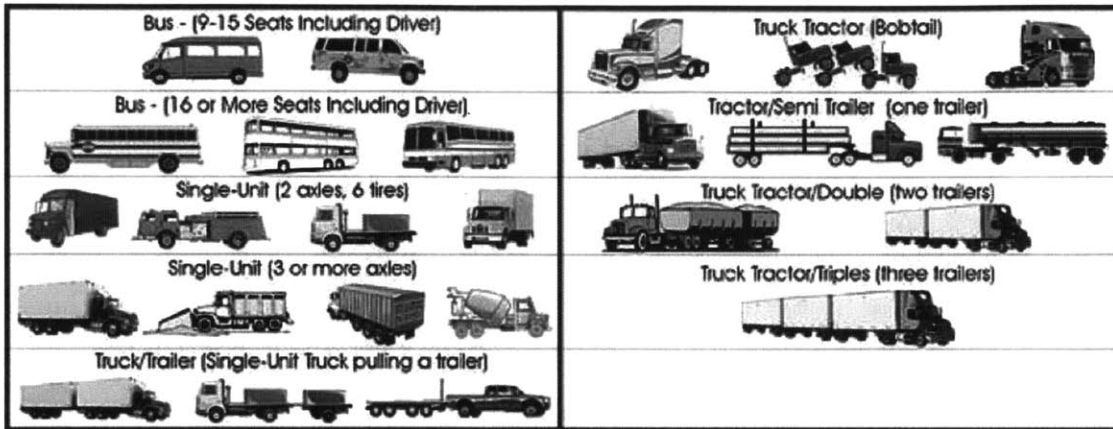 Bus - (9-15 Seats Including Driver)
Bus - (16 or More Seats Including Driver).
Single-Unit (2 axles, 6 tires)
Single-Unit (3 or more axles)
Truck/Trailer (Single-Unit Truck pulling a trailer)
Truck Tractor (Bobtail)
Tractor/Semi Trailer (one trailer)
Truck Tractor/Double (two trailers)
Truck Tractor/Triples (three trailers)